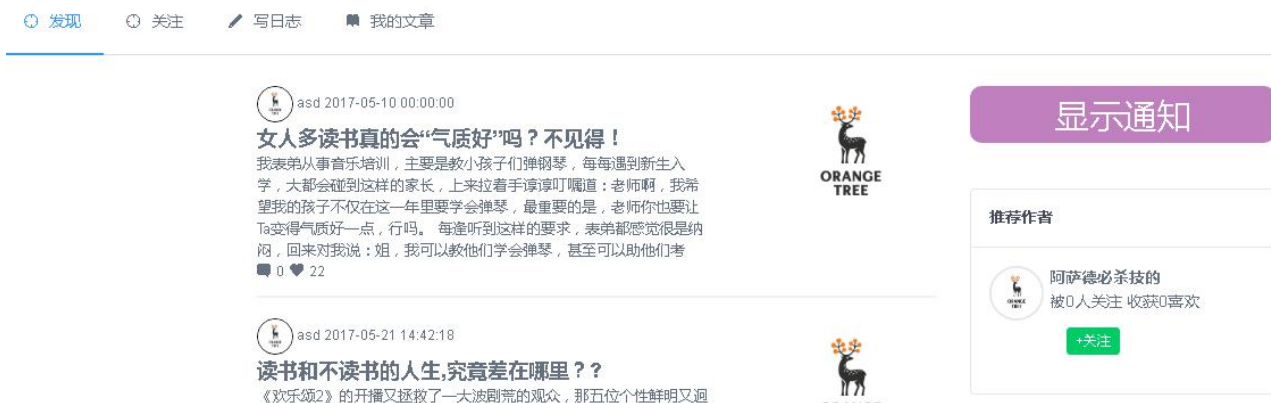 发现 关注 写日志 我的文章
asd 2017-05-10 00:00:00
女人多读书真的会“气质好”吗？不见得！
我表弟从事音乐培训，主要是教小孩子们弹钢琴，每每遇到新生入
学，大都会碰到这样的家长，上来拉着手谆谆叮嘱道：老师啊，我希
望我的孩子不仅在这一年里要学会弹琴，最重要的是，老师你也要让
Ta变得气质好一点，行吗。 每逢听到这样的要求，表弟都感觉很是纳
闷，回来对我说：姐，我可以教他们学会弹琴，甚至可以助他们考
0 22
ORANGE
TREE
asd 2017-05-21 14:42:18
读书和不读书的人生,究竟差在哪里？?
《欢乐颂2》的开播又拯救了一大波剧荒的观众，那五位个性鲜明又迥
显示通知
推荐作者
阿萨德必杀技的
被0人关注 收获0喜欢
+关注